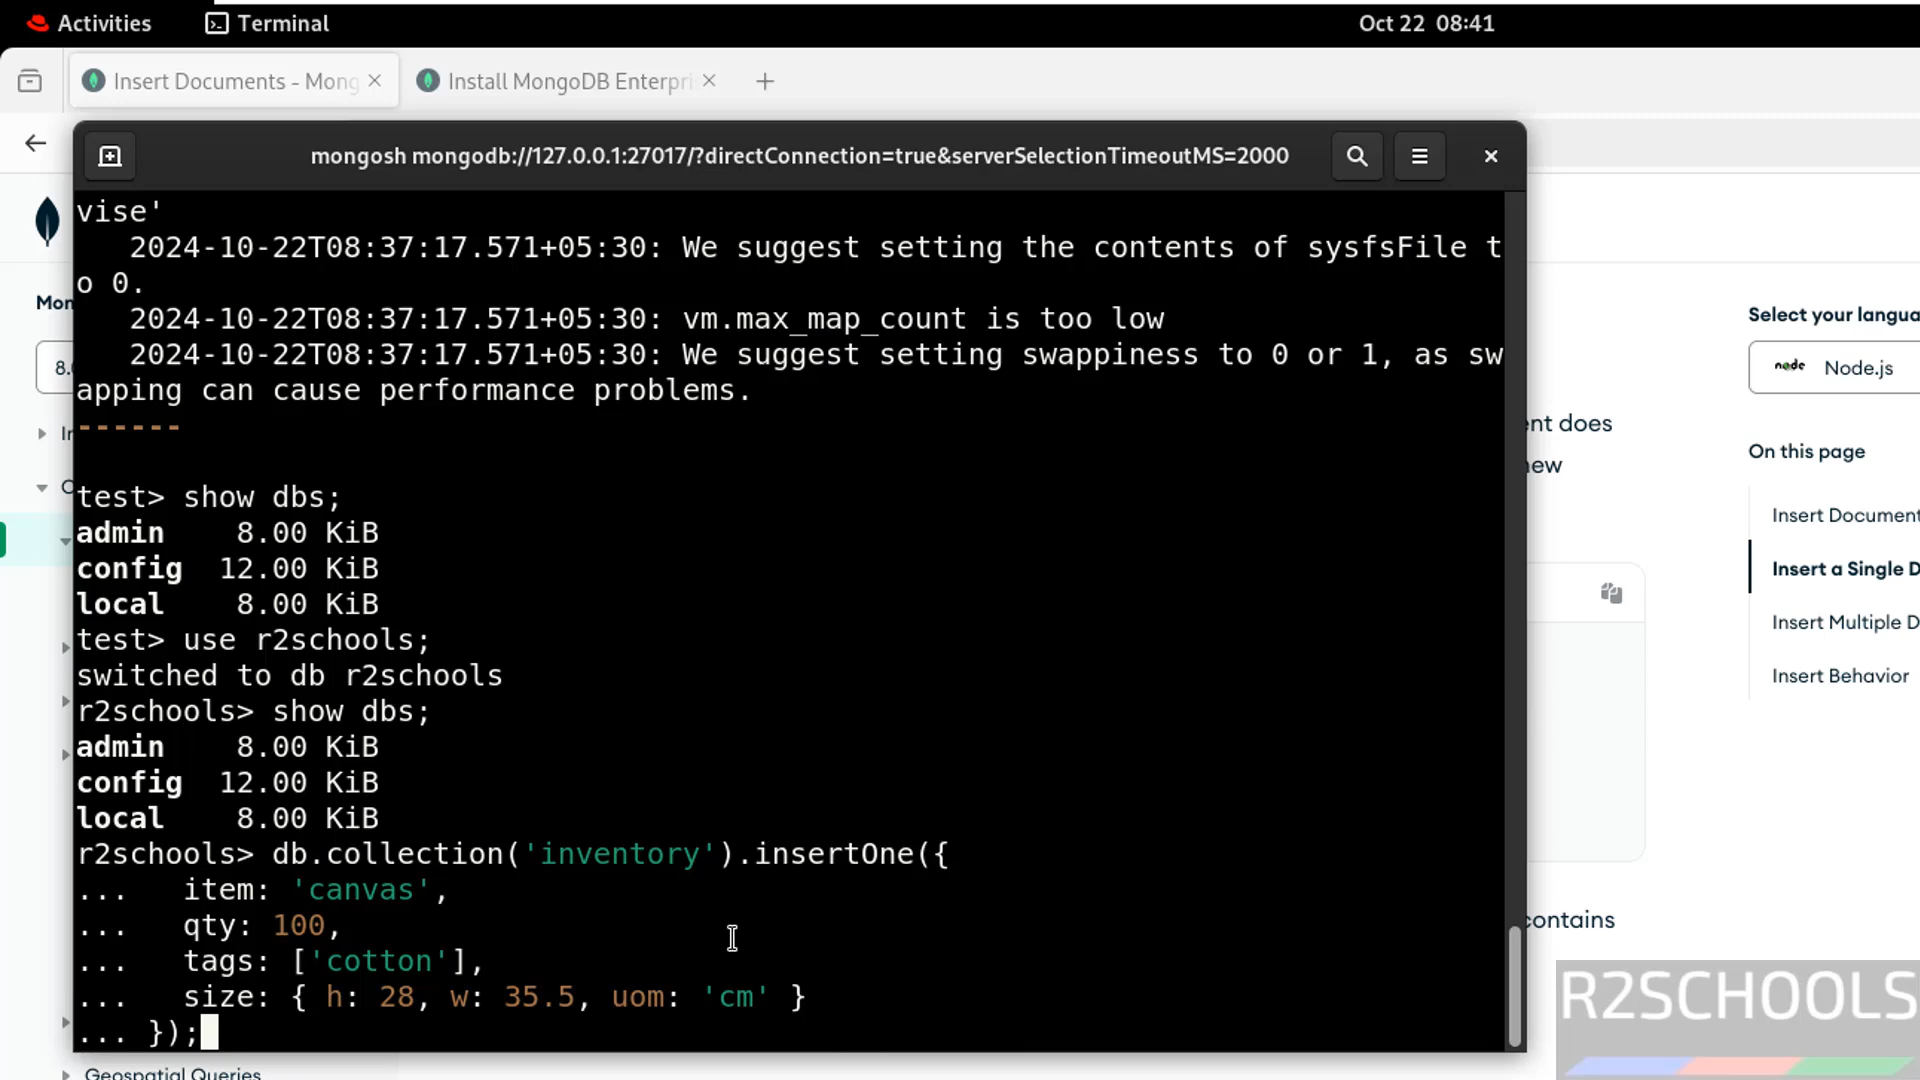 Activities Terminal Oct 22 08:41
Insert Documents - Mong Install MongoDB Enterpri
mongosh mongodb://127.0.0.1:27017/?directConnection=true&serverSelectionTimeoutMS=2000
vise'
2024-10-22T08:37:17.571+05:30: We suggest setting the contents of sysfsFile t
o 0.
2024-10-22T08:37:17.571+05:30: vm.max_map_count is too low
2024-10-22T08:37:17.571+05:30: We suggest setting swappiness to 0 or 1, as sw
apping can cause performance problems.
------
test> show dbs;
admin 8.00 KiB
config 12.00 KiB
local 8.00 KiB
test> use r2schools;
switched to db r2schools
r2schools> show dbs;
admin 8.00 KiB
config 12.00 KiB
local 8.00 KiB
r2schools> db.collection('inventory').insertOne({
... item: 'canvas',
... qty: 100,
... tags: ['cotton'],
... size: { h: 28, w: 35.5, uom: 'cm' }
... });
Mon
8.
In
C
Geospatial Queries
ent does
new
contains
Select your langua
node Node.js
On this page
Insert Document
Insert a Single D
Insert Multiple D
Insert Behavior
R2SCHOOLS